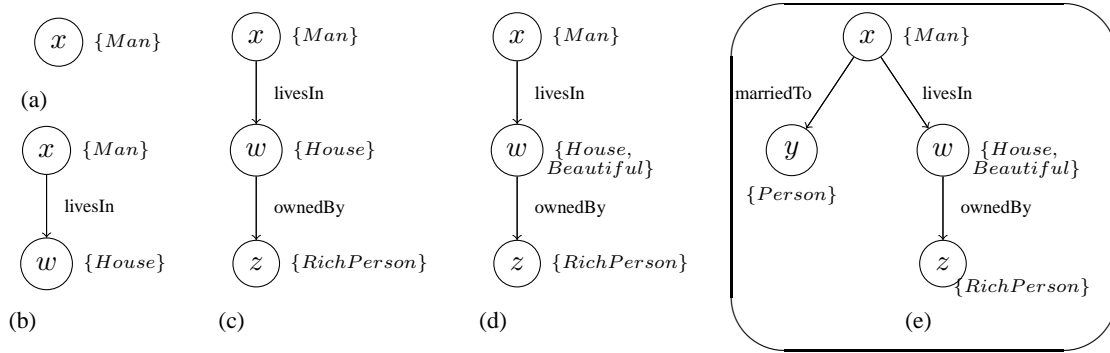 x {Man}
(a)
x {Man}
livesIn
w {House}
(b)
x {Man}
livesIn
w {House}
ownedBy
z {RichPerson}
(c)
x {Man}
livesIn
w {House,
Beautiful}
ownedBy
z {RichPerson}
(d)
x {Man}
marriedTo livesIn
y w {House,
Beautiful}
{Person}
ownedBy
z
{RichPerson}
(e)